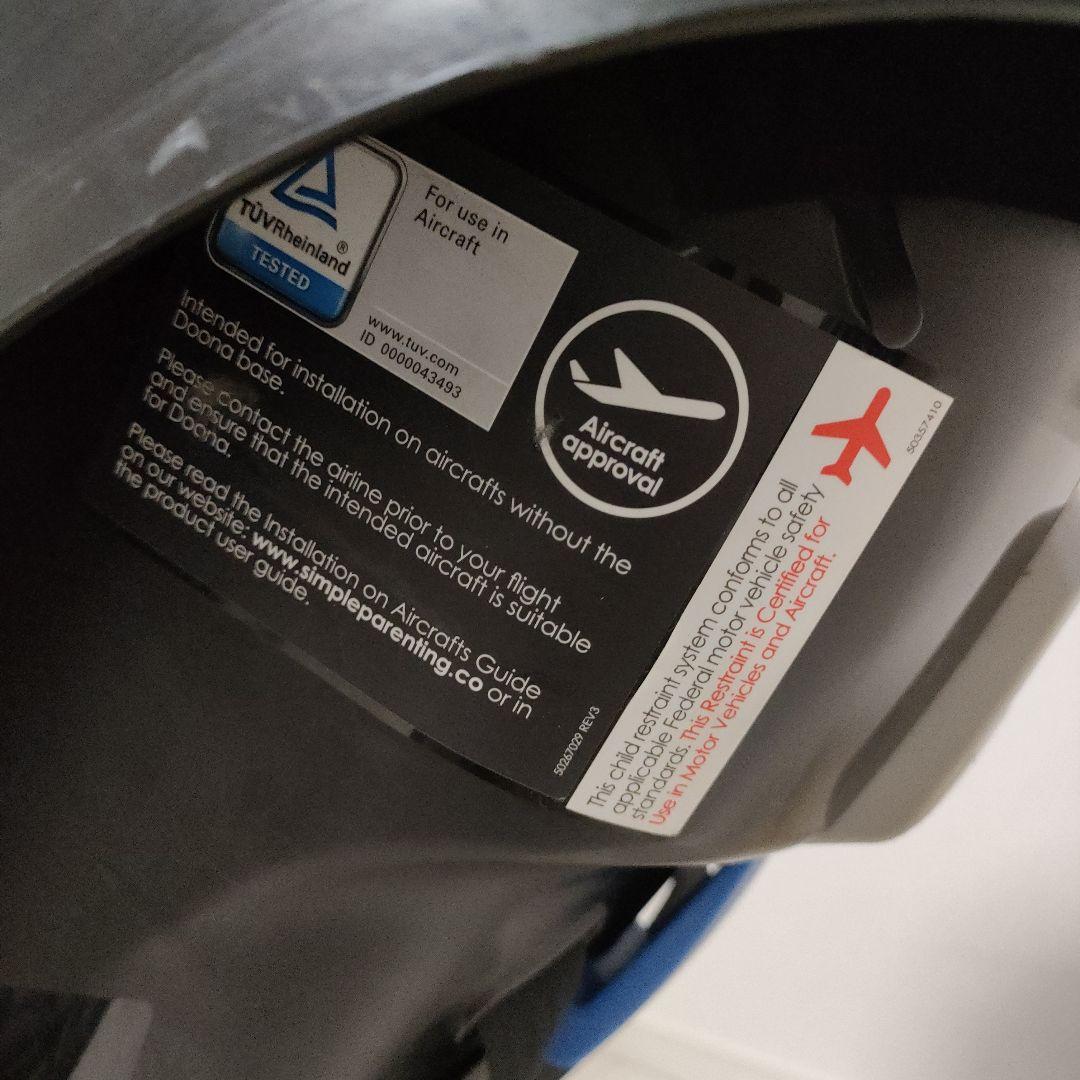 TÜVRheinland®
TESTED
For use in
Aircraft
www.tuv.com
ID 0000043493
Aircraft
approval
Intended for installation on aircrafts without the
Doona base.
Please contact the airline prior to your flight
and ensure that the intended aircraft is suitable
for Doona.
Please read the Installation on Aircrafts Guide
on our website: www.simpleparenting.co or in
the product user guide.
50267029 REV3
50357410
This child restraint system conforms to all
applicable Federal motor vehicle safety
standards. This Restraint is Certified for
Use in Motor Vehicles and Aircraft.